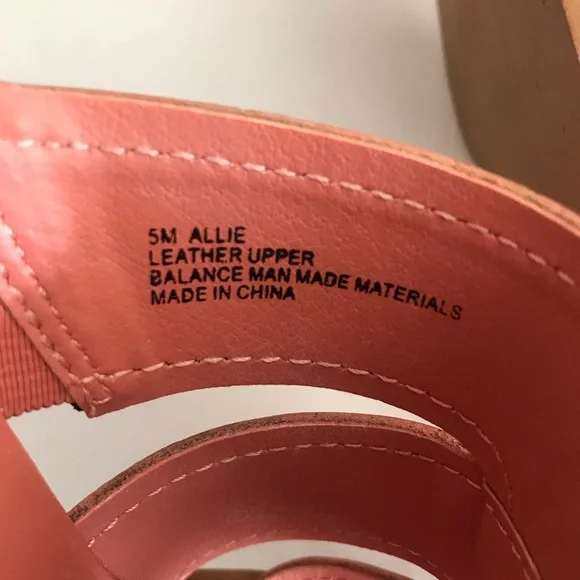 5M ALLIE
LEATHER UPPER
BALANCE MAN MADE MATERIALS
MADE IN CHINA